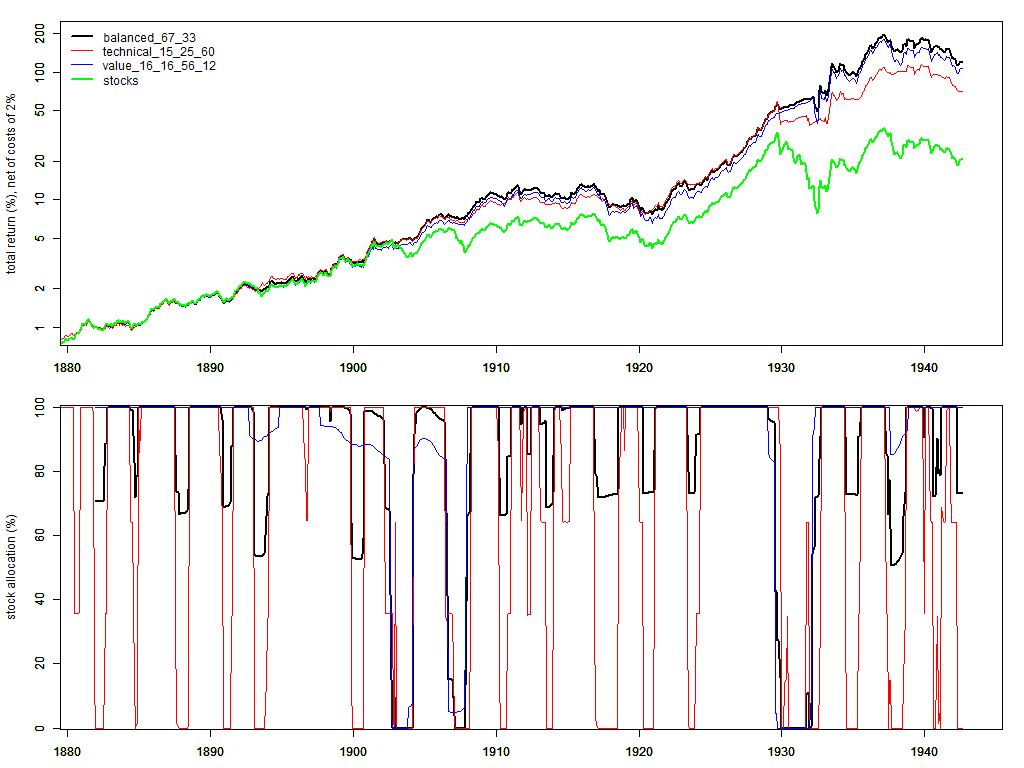 total return (%), net of costs of 2%
200
100
50
20
10
5
2
1
balanced_67_33
technical_15_25_60
value_16_16_56_12
stocks
1880 1890 1900 1910 1920 1930 1940
stock allocation (%)
100
80
60
40
20
0
1880 1890 1900 1910 1920 1930 1940